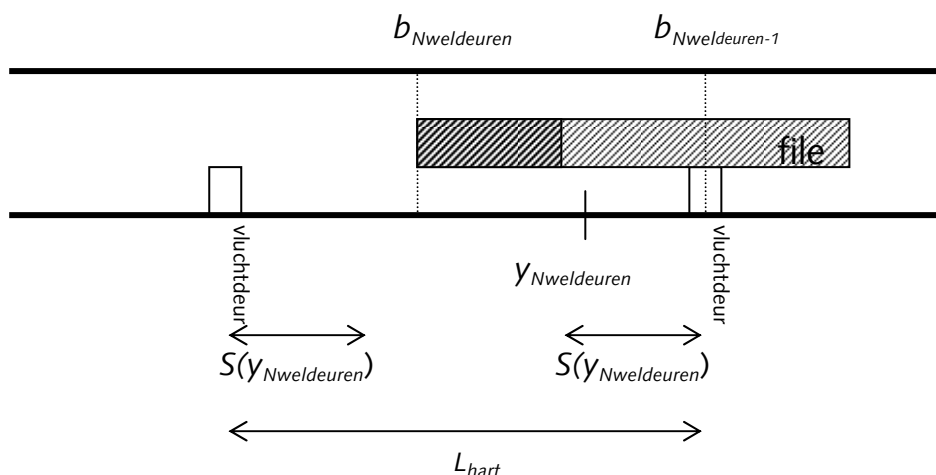 b_Nweldeuren b_Nweldeuren-1
file
vluchtdeur vluchtdeur
y_Nweldeuren
S(y_Nweldeuren) S(y_Nweldeuren)
L_hart